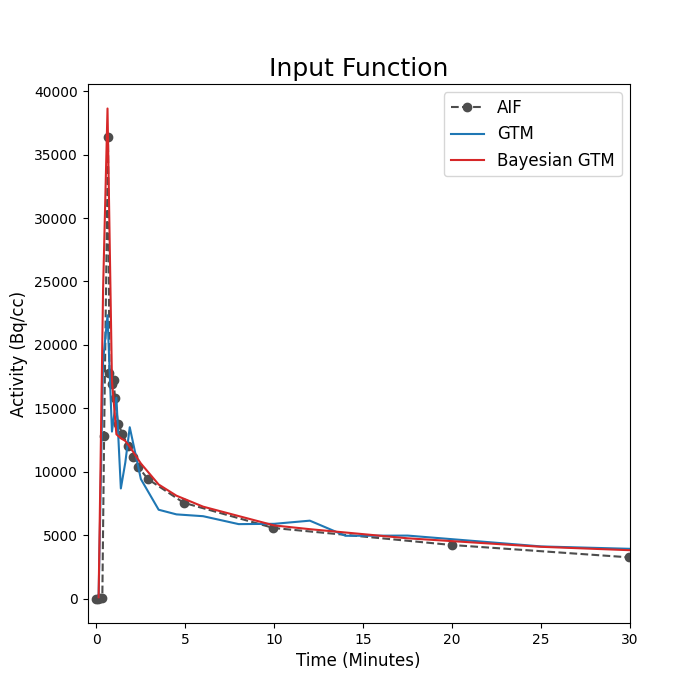 Input Function
AIF
GTM
Bayesian GTM
40000
35000
30000
25000
20000
15000
10000
5000
0
Activity (Bq/cc)
0 5 10 15 20 25 30
Time (Minutes)